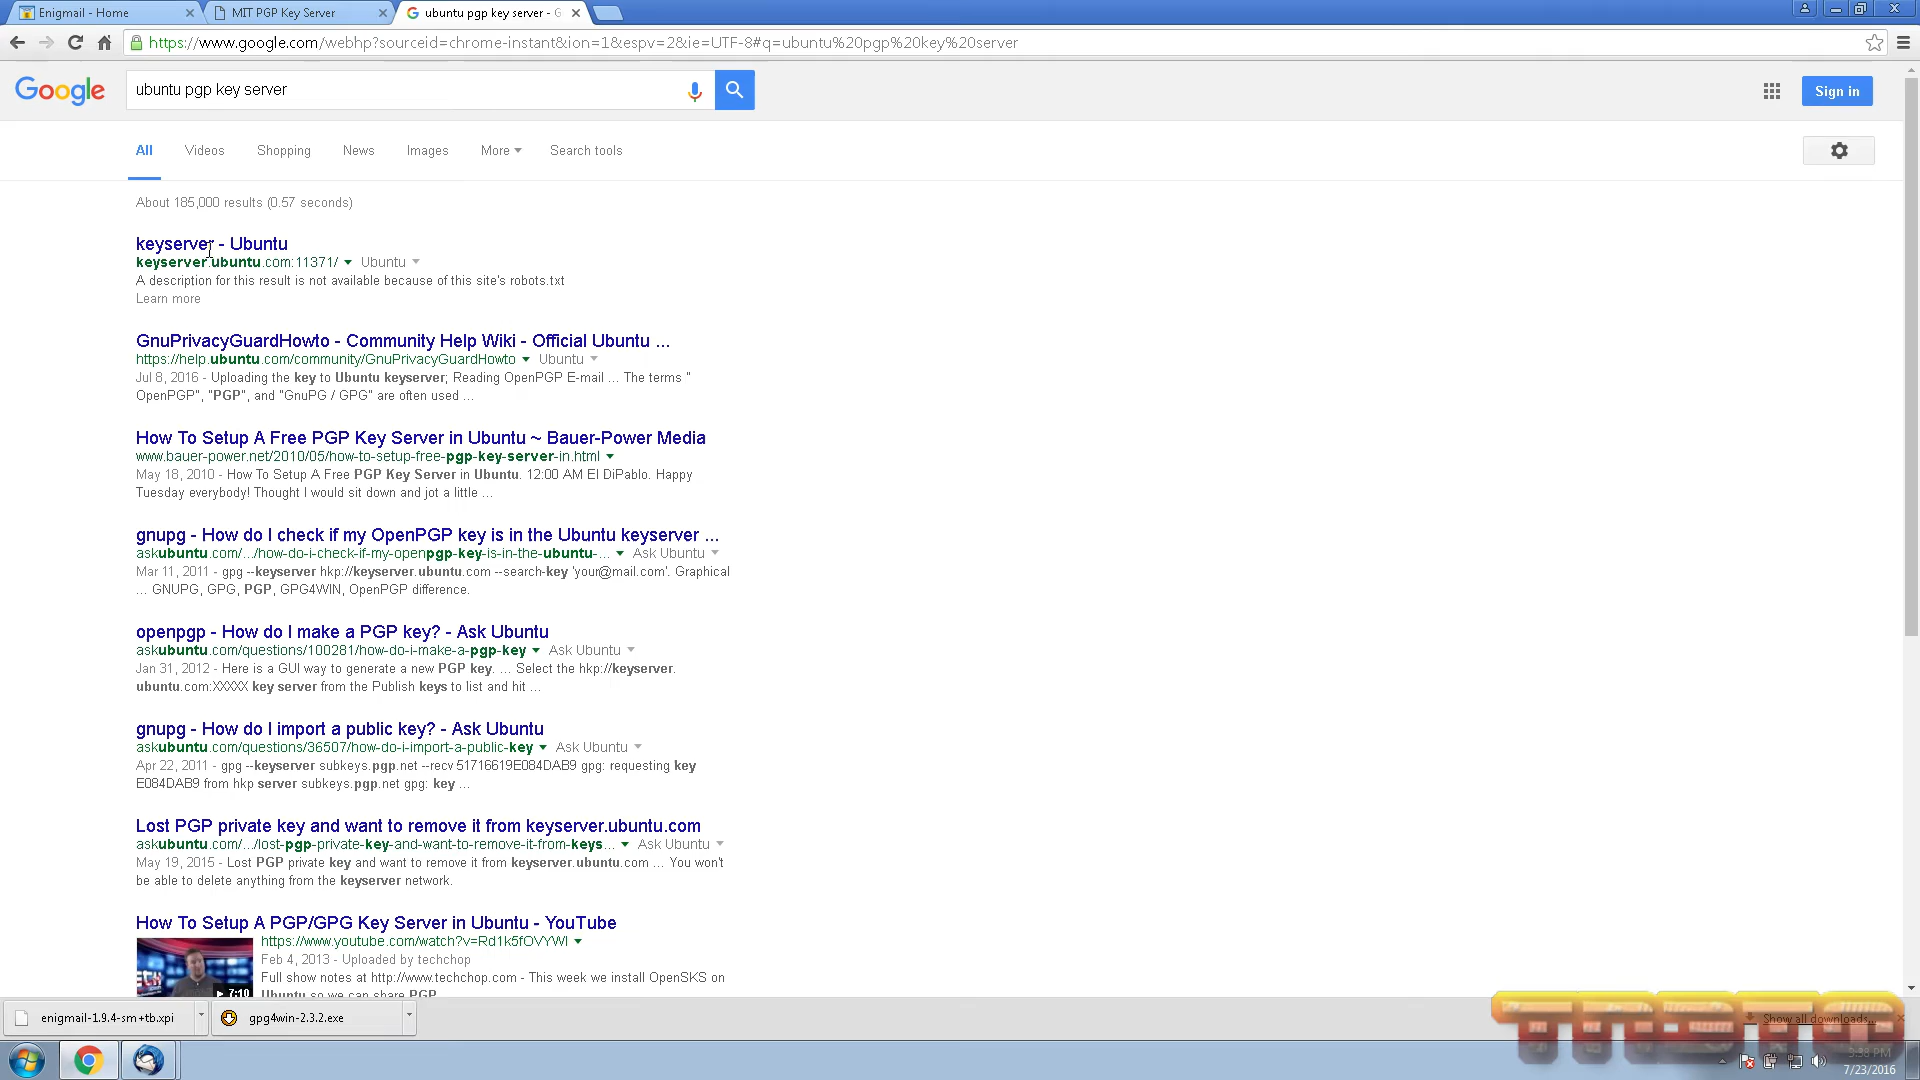 Enigmail - Home
MIT PGP Key Server
ubuntu pgp key server - G
https://www.google.com/webhp?sourceid=chrome-instant&ion=1&espv=2&ie=UTF-8#q=ubuntu%20pgp%20key%20server
Google
ubuntu pgp key server
Sign in
All Videos Shopping News Images More Search tools
About 185,000 results (0.57 seconds)
keyserver - Ubuntu
keyserver.ubuntu.com:11371/ Ubuntu
A description for this result is not available because of this site's robots.txt
Learn more
GnuPrivacyGuardHowto - Community Help Wiki - Official Ubuntu ...
https://help.ubuntu.com/community/GnuPrivacyGuardHowto Ubuntu
Jul 8, 2016 - Uploading the key to Ubuntu keyserver; Reading OpenPGP E-mail ... The terms "
OpenPGP", "PGP", and "GnuPG / GPG" are often used ...
How To Setup A Free PGP Key Server in Ubuntu ~ Bauer-Power Media
www.bauer-power.net/2010/05/how-to-setup-free-pgp-key-server-in.html
May 18, 2010 - How To Setup A Free PGP Key Server in Ubuntu. 12:00 AM El DiPablo. Happy
Tuesday everybody! Thought I would sit down and jot a little ...
gnupg - How do I check if my OpenPGP key is in the Ubuntu keyserver ...
askubuntu.com/.../how-do-i-check-if-my-openpgp-key-is-in-the-ubuntu-... Ask Ubuntu
Mar 11, 2011 - gpg --keyserver hkp://keyserver.ubuntu.com --search-key 'your@mail.com'. Graphical
... GNUPG, GPG, PGP, GPG4WIN, OpenPGP difference.
openpgp - How do I make a PGP key? - Ask Ubuntu
askubuntu.com/questions/100281/how-do-i-make-a-pgp-key Ask Ubuntu
Jan 31, 2012 - Here is a GUI way to generate a new PGP key. ... Select the hkp://keyserver.
ubuntu.com:XXXXX key server from the Publish keys to list and hit ...
gnupg - How do I import a public key? - Ask Ubuntu
askubuntu.com/questions/36507/how-do-i-import-a-public-key Ask Ubuntu
Apr 22, 2011 - gpg --keyserver subkeys.pgp.net --recv 51716619E084DAB9 gpg: requesting key
E084DAB9 from hkp server subkeys.pgp.net gpg: key ...
Lost PGP private key and want to remove it from keyserver.ubuntu.com
askubuntu.com/.../lost-pgp-private-key-and-want-to-remove-it-from-keys... Ask Ubuntu
May 19, 2015 - Lost PGP private key and want to remove it from keyserver.ubuntu.com ... You won't
be able to delete anything from the keyserver network.
How To Setup A PGP/GPG Key Server in Ubuntu - YouTube
https://www.youtube.com/watch?v=Rd1k5fOVYWI
Feb 4, 2013 - Uploaded by techchop
Full show notes at http://www.techchop.com - This week we install OpenSKS on
7:10
Ubuntu so we can share PGP
enigmail-1.9.4-sm+tb.xpi
gpg4win-2.3.2.exe
Show all downloads...
3:38 PM
7/23/2016